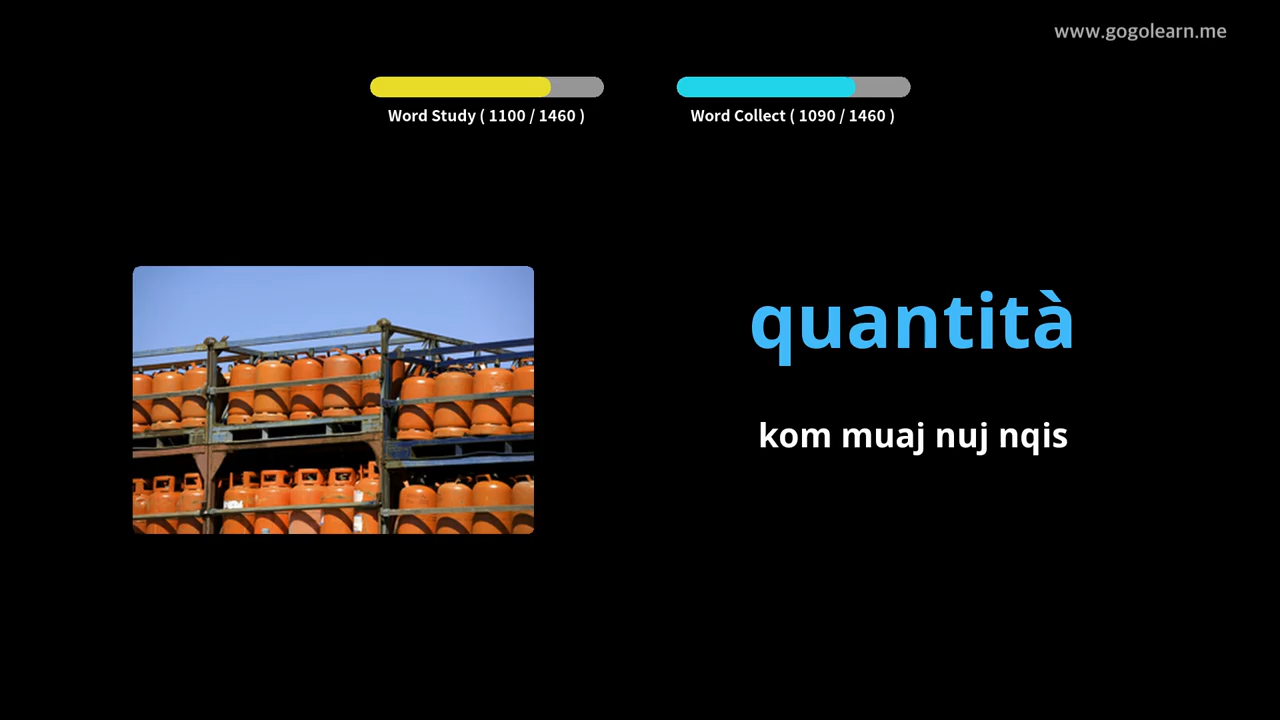 www.gogolearn.me
Word Study ( 1100 / 1460 )
Word Collect ( 1090 / 1460 )
quantità
kom muaj nuj nqis